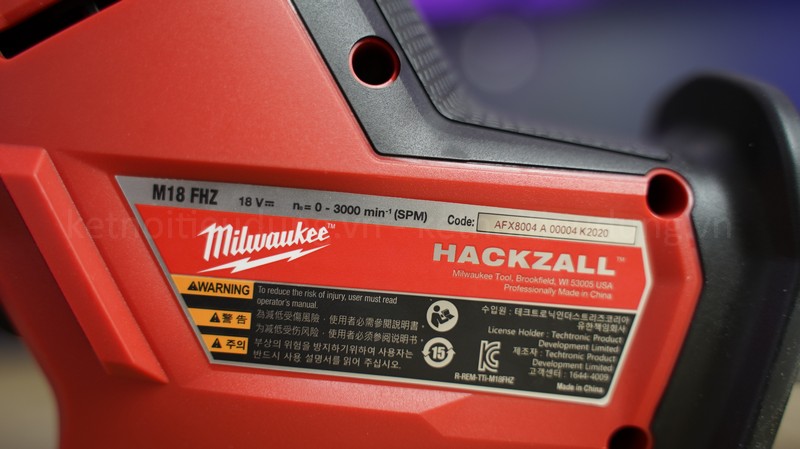 M18 FHZ 18 V⎓ n₀ = 0 - 3000 min⁻¹ (SPM) Code: AFX8004 A 00004 K2020
Milwaukee™
HACKZALL™
Milwaukee Tool, Brookfield, WI 53005 USA
Professionally Made in China
WARNING
To reduce the risk of injury, user must read
operator's manual.
警告
為減低受傷風險，使用者必需參閱說明書
为减低受伤风险，使用者必须参阅说明书
주의
부상의 위험을 방지하기위하여 사용자는
반드시 사용 설명서를 읽어 주십시오.
15
R-REM-TTi-M18FHZ
수입원 : 테크트로닉인더스트리즈코리아
유한책임회사
License Holder : Techtronic Product
Development Limited
제조자 : Techtronic Product
Development Limited
고객센터 : 1644-4009
Made in China